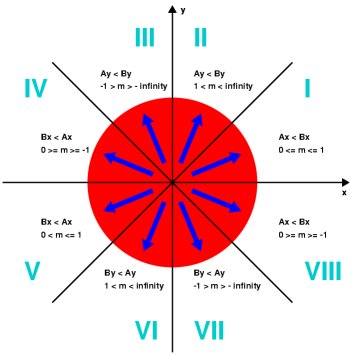 y
III
II
Ay < By
-1 > m > - infinity
Ay < By
1 < m < infinity
IV
I
Bx < Ax
0 >= m >= -1
Ax < Bx
0 <= m <= 1
x
Bx < Ax
0 < m <= 1
Ax < Bx
0 >= m >= -1
V
VIII
By < Ay
1 < m < infinity
By < Ay
-1 > m > - infinity
VI
VII